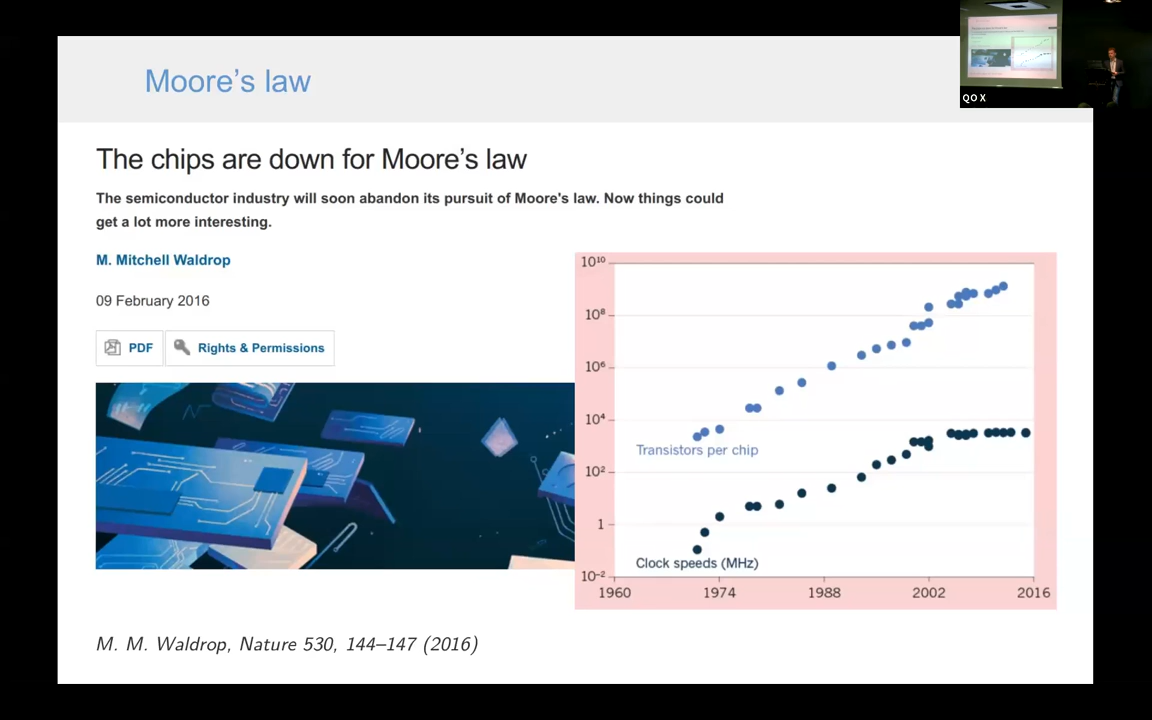 Moore's law
QOX
The chips are down for Moore's law
The semiconductor industry will soon abandon its pursuit of Moore's law. Now things could
get a lot more interesting.
M. Mitchell Waldrop
09 February 2016
PDF
Rights & Permissions
10¹⁰
10⁸
10⁶
10⁴
10²
1
10⁻²
Transistors per chip
Clock speeds (MHz)
1960 1974 1988 2002 2016
M. M. Waldrop, Nature 530, 144–147 (2016)